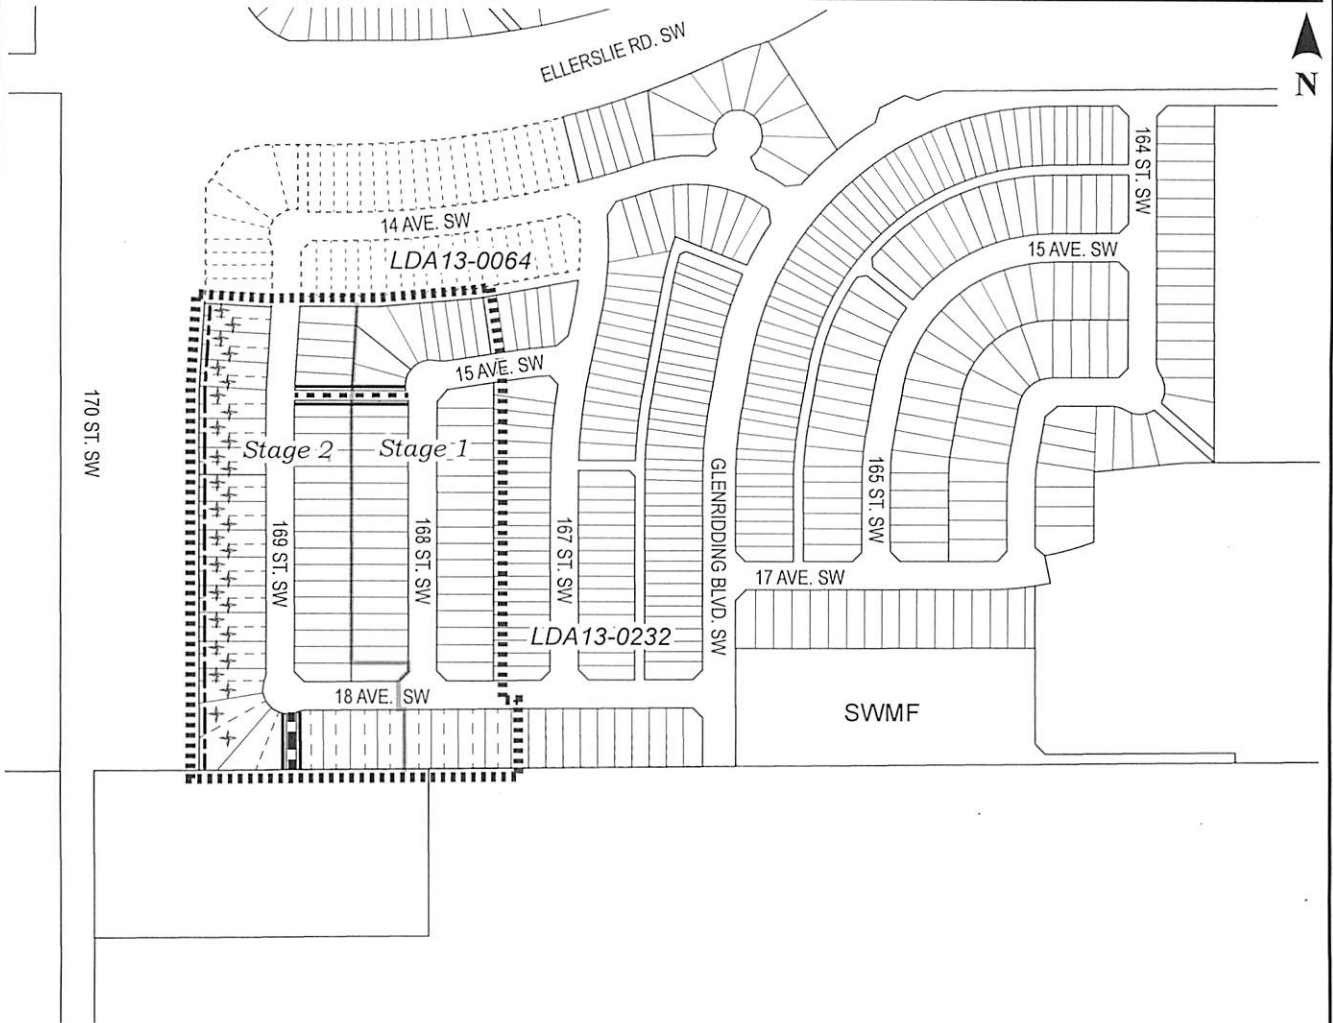 ELLERSLIE RD. SW
N
164 ST. SW
14 AVE. SW
LDA13-0064
15 AVE. SW
15 AVE. SW
170 ST. SW
Stage 2
Stage 1
169 ST. SW
168 ST. SW
167 ST. SW
GLENRIDDING BLVD. SW
165 ST. SW
17 AVE. SW
LDA13-0232
18 AVE. SW
SWMF